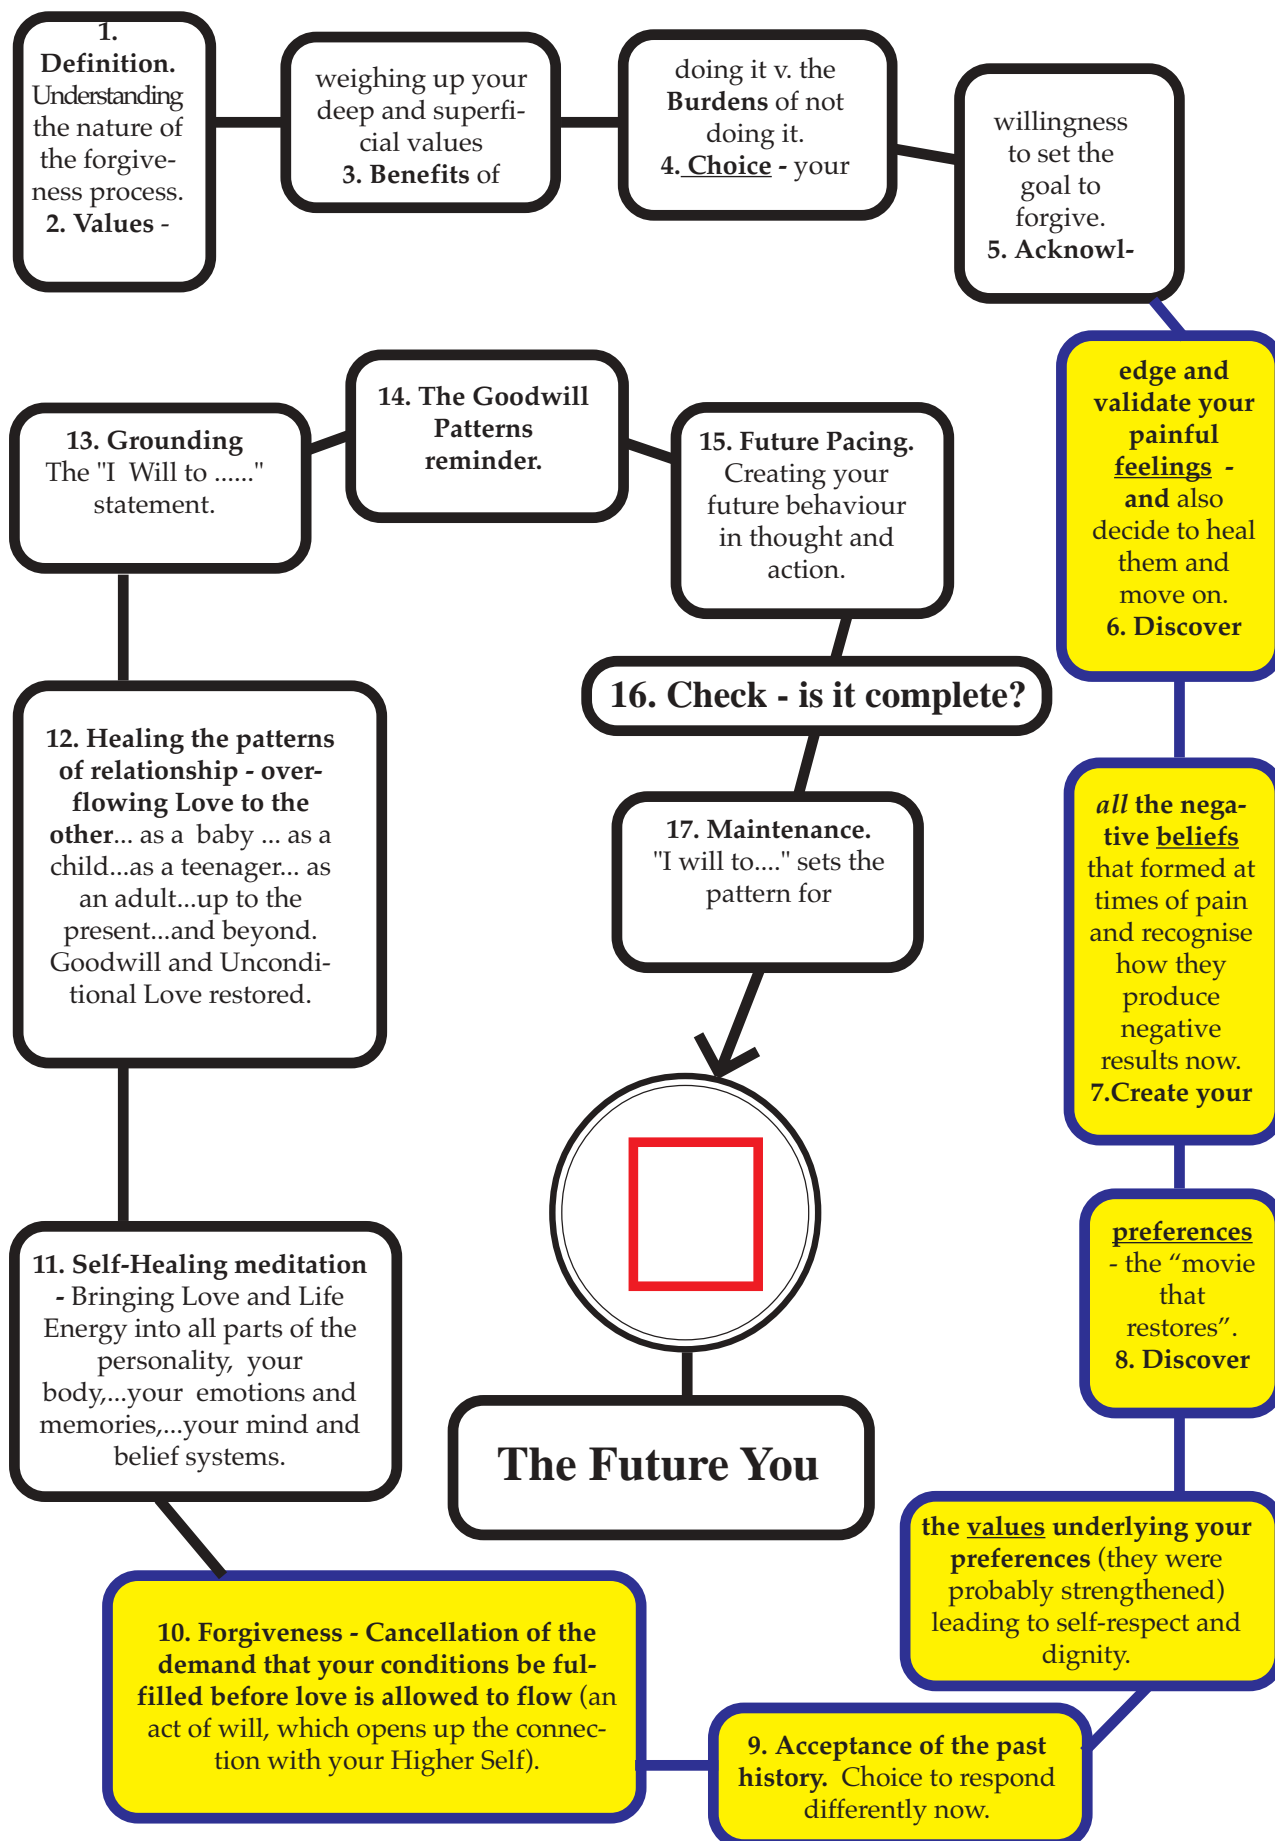 1.
Definition.
Understanding
the nature of
the forgive-
ness process.
2. Values -
weighing up your
deep and superfi-
cial values
3. Benefits of
doing it v. the
Burdens of not
doing it.
4. Choice - your
willingness
to set the
goal to
forgive.
5. Acknowl-
edge and
validate your
painful
feelings -
and also
decide to heal
them and
move on.
6. Discover
all the nega-
tive beliefs
that formed at
times of pain
and recognise
how they
produce
negative
results now.
7.Create your
preferences
- the “movie
that
restores”.
8. Discover
the values underlying your
preferences (they were
probably strengthened)
leading to self-respect and
dignity.
9. Acceptance of the past
history. Choice to respond
differently now.
10. Forgiveness - Cancellation of the
demand that your conditions be ful-
filled before love is allowed to flow (an
act of will, which opens up the connec-
tion with your Higher Self).
11. Self-Healing meditation
- Bringing Love and Life
Energy into all parts of the
personality, your
body,...your emotions and
memories,...your mind and
belief systems.
12. Healing the patterns
of relationship - over-
flowing Love to the
other... as a baby ... as a
child...as a teenager... as
an adult...up to the
present...and beyond.
Goodwill and Uncondi-
tional Love restored.
13. Grounding
The "I Will to ......"
statement.
14. The Goodwill
Patterns
reminder.
15. Future Pacing.
Creating your
future behaviour
in thought and
action.
16. Check - is it complete?
17. Maintenance.
"I will to...." sets the
pattern for
The Future You